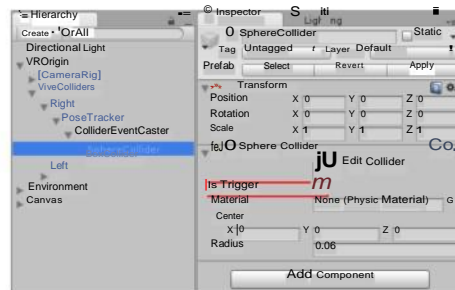 Hierarchy
Create • OrAll
Directional Light
VROrigin
[CameraRig]
ViveColliders
Right
PoseTracker
ColliderEventCaster
SphereCollider
Left
Environment
Canvas
© Inspector S
O SphereCollider Static
Tag Untagged Layer Default
Prefab Select Revert Apply
Transform
Position X 0 Y 0 Z 0
Rotation X 0 Y 0 Z 0
Scale X 1 Y 1 Z 1
O Sphere Collider Co.
jU Edit Collider
Is Trigger m
Material None (Physic Material) G
Center
X 0 Y 0 Z 0
Radius 0.06
Add Component